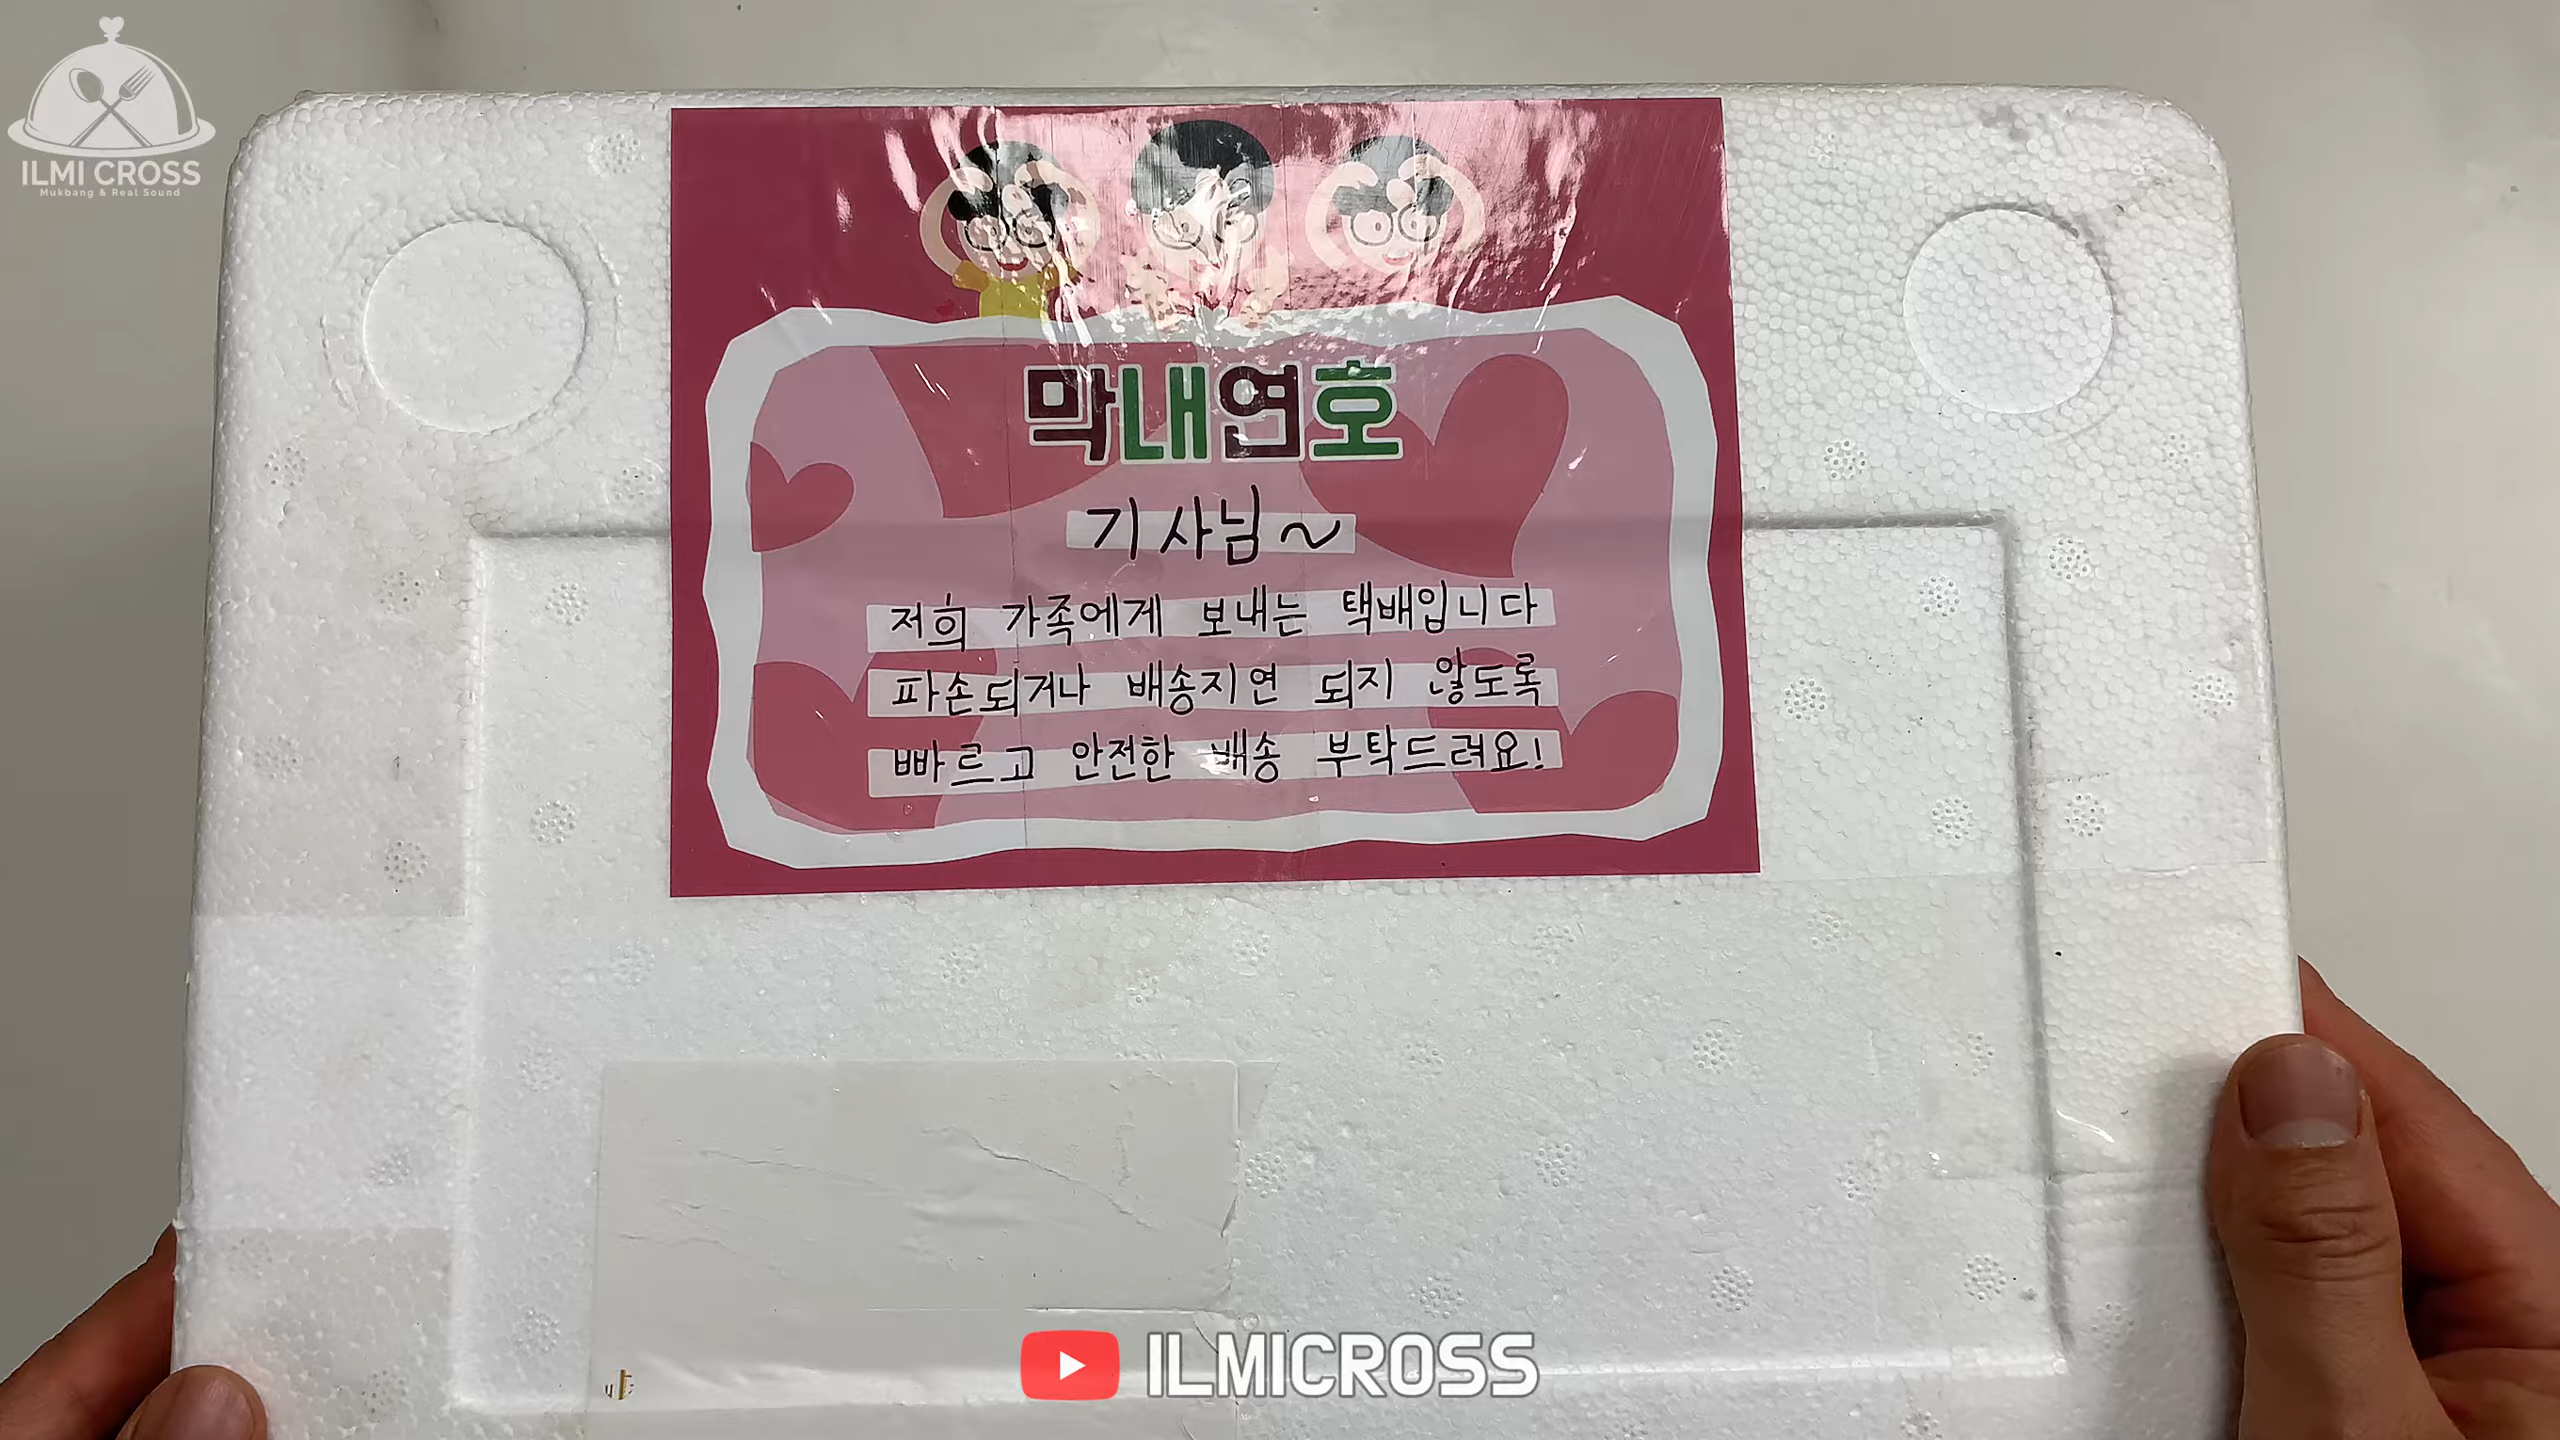 ILMI CROSS
Mukbang & Real Sound
막내연호
기사님~
저희 가족에게 보내는 택배입니다
파손되거나 배송지연 되지 않도록
빠르고 안전한 배송 부탁드려요!
ILMICROSS